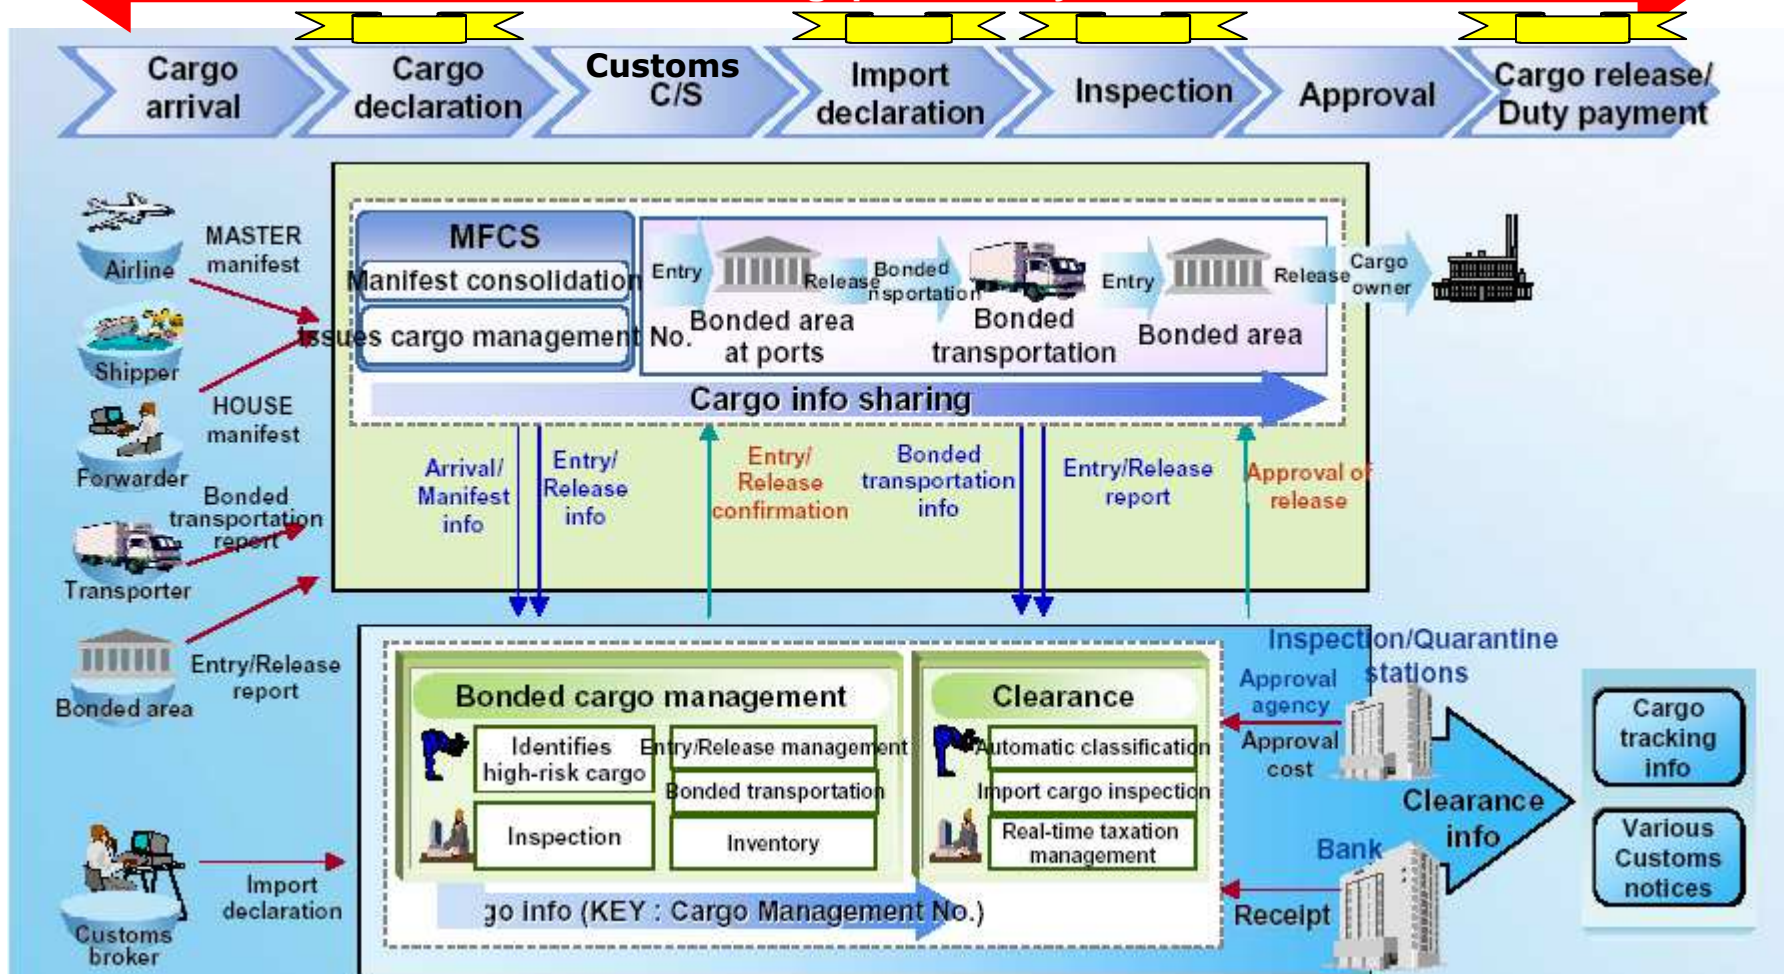 Cargo
arrival
Cargo
declaration
Customs
C/S
Import
declaration
Inspection
Approval
Cargo release/
Duty payment
Airline
MASTER
manifest
Shipper
HOUSE
manifest
Forwarder
Bonded
transportation
report
Transporter
Entry/Release
report
Bonded area
Import
declaration
Customs
broker
MFCS
Manifest consolidation
Issues cargo management No.
Entry
Bonded area
at ports
Release
Bonded
nsportation
Bonded
transportation
Entry
Bonded area
Release
Cargo
owner
Cargo info sharing
Arrival/
Manifest
info
Entry/
Release
info
Entry/
Release
confirmation
Bonded
transportation
info
Entry/Release
report
Approval of
release
Bonded cargo management
Identifies
high-risk cargo
Inspection
Entry/Release management
Bonded transportation
Inventory
Clearance
Automatic classification
Import cargo inspection
Real-time taxation
management
go info (KEY : Cargo Management No.)
Inspection/Quarantine
stations
Approval
agency
Approval
cost
Bank
Receipt
Clearance
info
Cargo
tracking
info
Various
Customs
notices